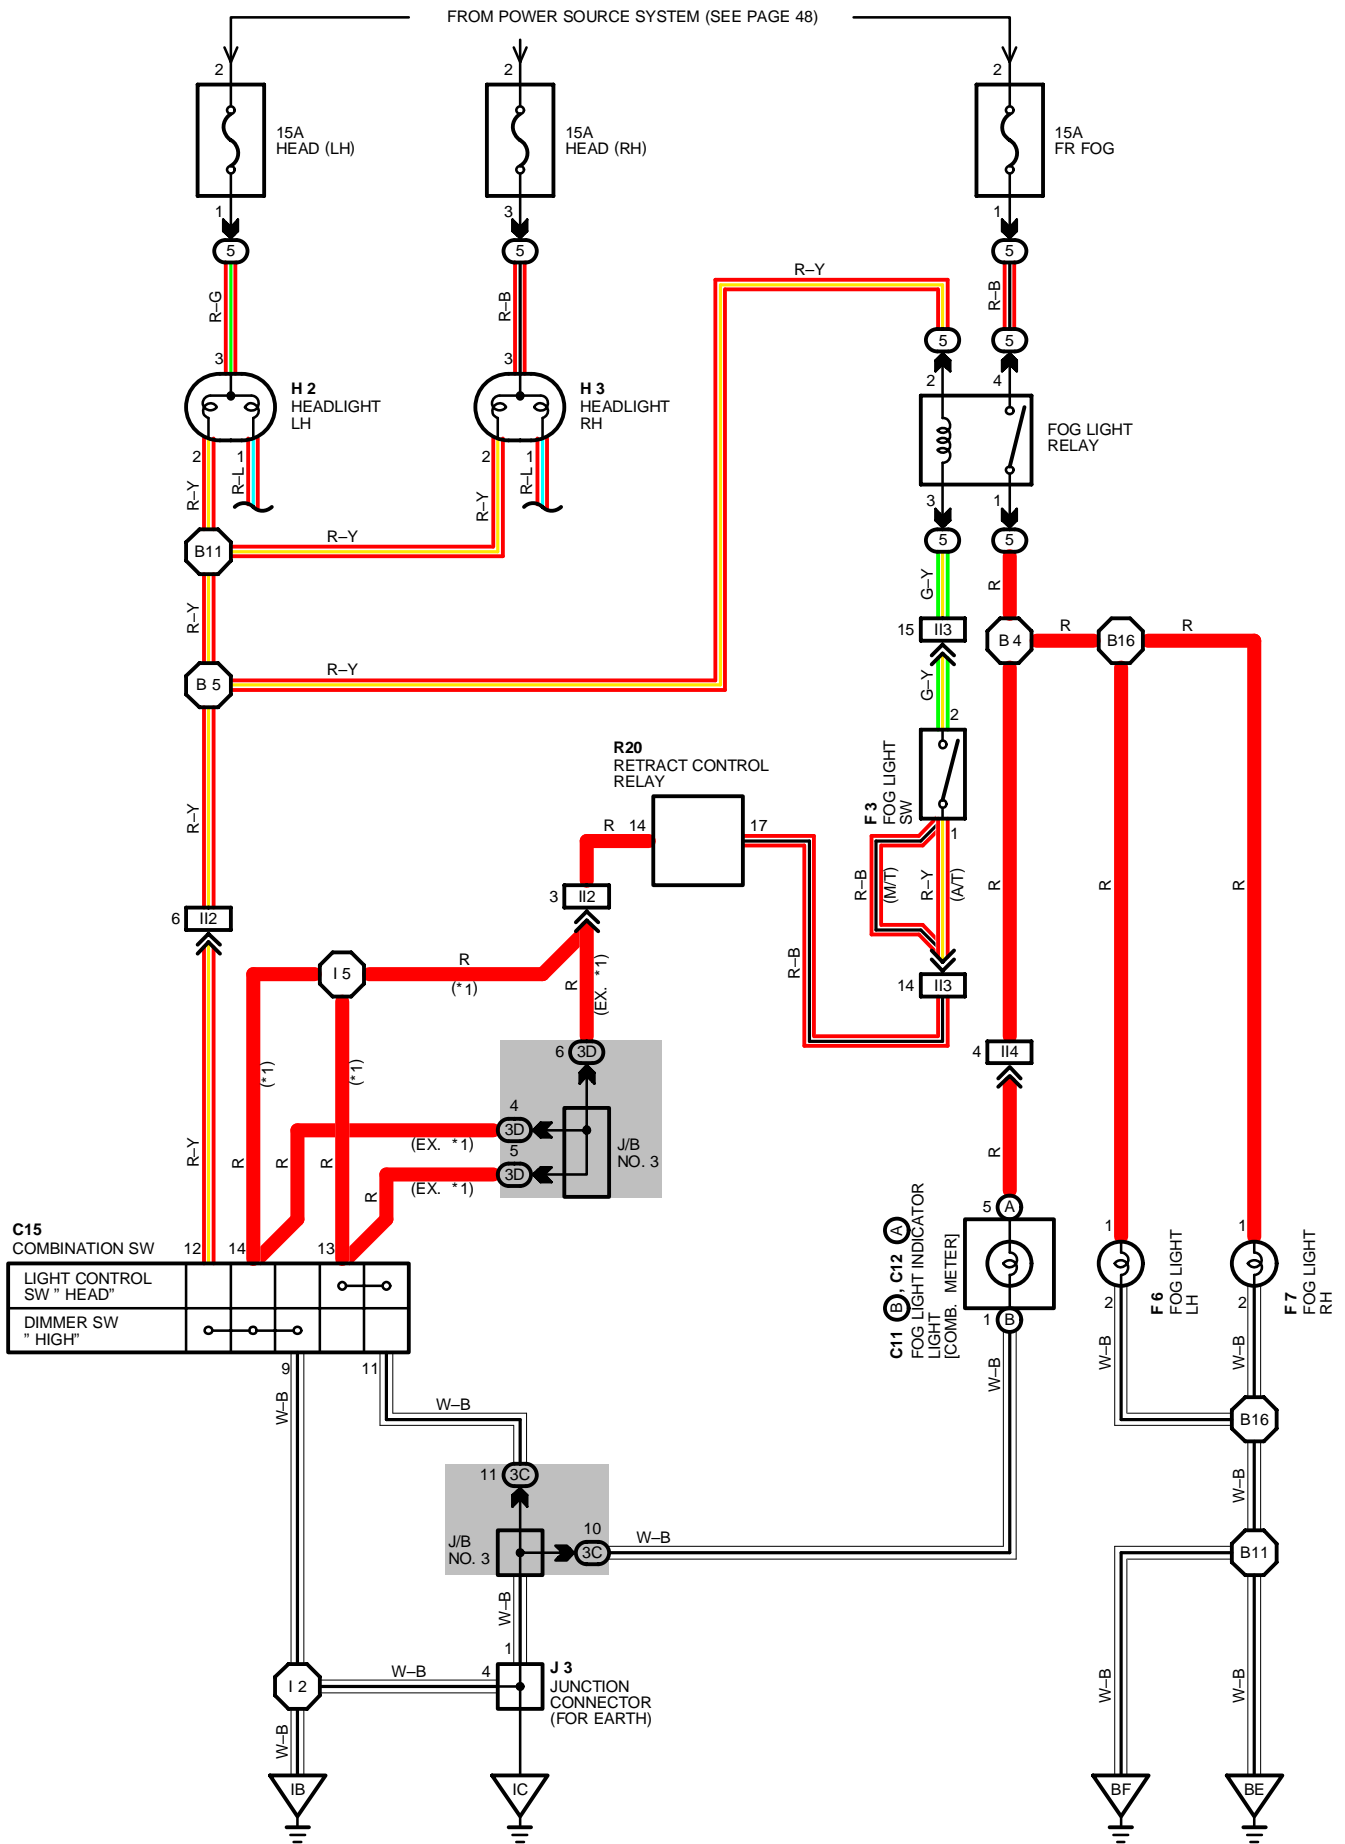 FROM POWER SOURCE SYSTEM (SEE PAGE 48)
2
2
2
15A
HEAD (LH)
15A
HEAD (RH)
15A
FR FOG
1
3
1
5
5
5
R–G
R–B
R–Y
R–B
5
5
3
3
2
4
H 2
HEADLIGHT
LH
H 3
HEADLIGHT
RH
FOG LIGHT
RELAY
2
1
2
1
R–Y
R–L
R–Y
R–L
3
1
5
5
B11
R–Y
G–Y
R
R–Y
15
II3
B 4
R
B16
R
B 5
R–Y
G–Y
2
R20
RETRACT CONTROL
RELAY
F 3
FOG LIGHT
SW
R–Y
R
14
17
1
R–B
(M/T)
R–Y
(A/T)
R
R
R
3
II2
6
II2
I 5
R
(*1)
R
(EX. *1)
R–B
14
II3
6
3D
4
II4
(*1)
(*1)
4
3D
(EX. *1)
5
3D
(EX. *1)
J/B
NO. 3
R–Y
R
R
R
R
R
5
A
C15
COMBINATION SW
12
14
13
LIGHT CONTROL
SW " HEAD"
DIMMER SW
" HIGH"
C11 B , C12 A
FOG LIGHT INDICATOR
LIGHT
[COMB. METER]
1
B
1
2
F 6
FOG LIGHT
LH
1
2
F 7
FOG LIGHT
RH
9
11
W–B
W–B
W–B
W–B
W–B
B16
11
3C
W–B
J/B
NO. 3
10
3C
W–B
B11
W–B
1
I 2
W–B
4
J 3
JUNCTION
CONNECTOR
(FOR EARTH)
W–B
W–B
W–B
IB
IC
BF
BE